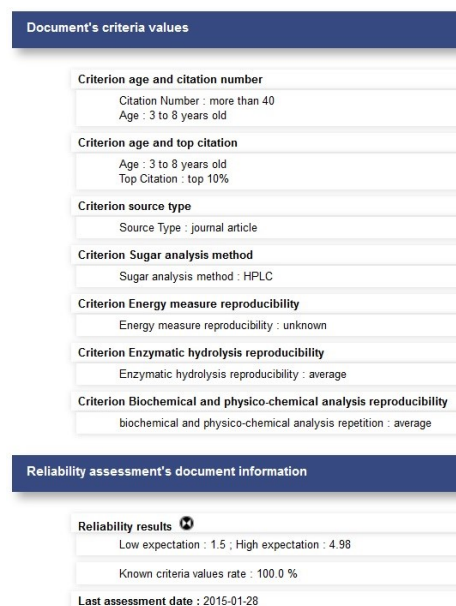 Document's criteria values
Criterion age and citation number
Citation Number : more than 40
Age : 3 to 8 years old
Criterion age and top citation
Age : 3 to 8 years old
Top Citation : top 10%
Criterion source type
Source Type : journal article
Criterion Sugar analysis method
Sugar analysis method : HPLC
Criterion Energy measure reproducibility
Energy measure reproducibility : unknown
Criterion Enzymatic hydrolysis reproducibility
Enzymatic hydrolysis reproducibility : average
Criterion Biochemical and physico-chemical analysis reproducibility
biochemical and physico-chemical analysis repetition : average
Reliability assessment's document information
Reliability results
Low expectation : 1.5 ; High expectation : 4.98
Known criteria values rate : 100.0 %
Last assessment date : 2015-01-28